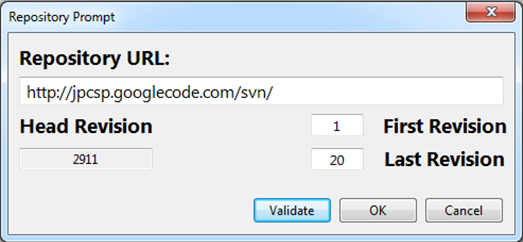 Repository Prompt
Repository URL:
http://jpcsp.googlecode.com/svn/
Head Revision 1 First Revision
2911 20 Last Revision
Validate OK Cancel